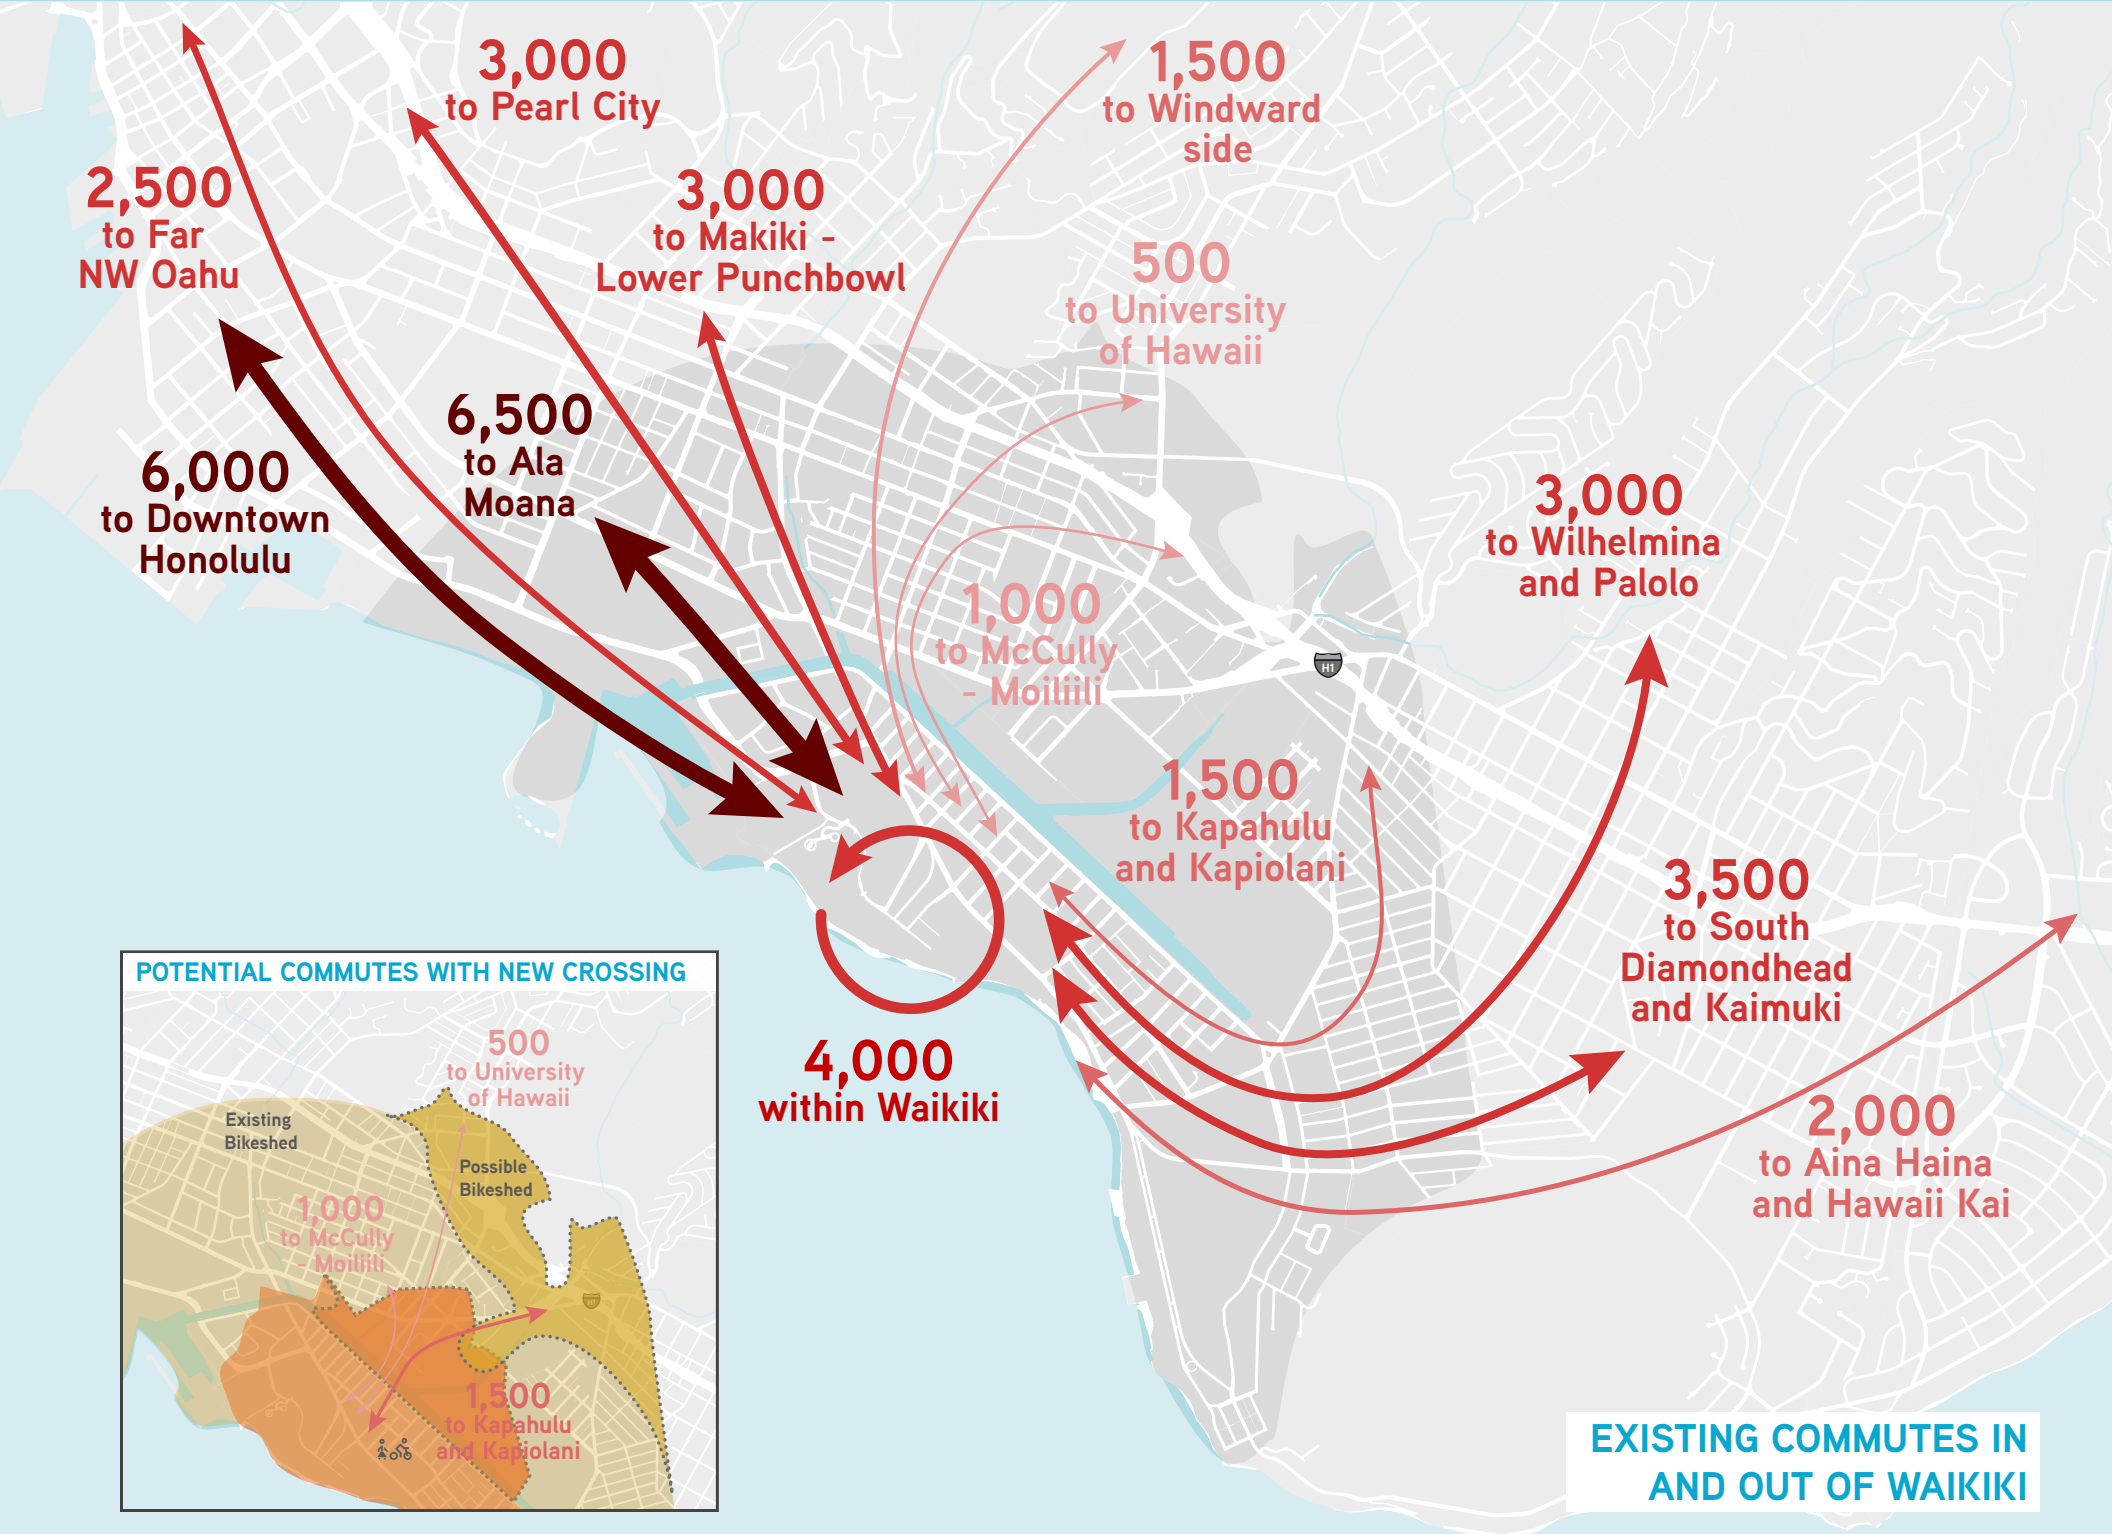 3,000
to Pearl City
1,500
to Windward
side
2,500
to Far
NW Oahu
3,000
to Makiki -
Lower Punchbowl
500
to University
of Hawaii
6,500
to Ala
Moana
6,000
to Downtown
Honolulu
3,000
to Wilhelmina
and Palolo
1,000
to McCully
- Moiliili
H1
1,500
to Kapahulu
and Kapiolani
3,500
to South
Diamondhead
and Kaimuki
4,000
within Waikiki
2,000
to Aina Haina
and Hawaii Kai
POTENTIAL COMMUTES WITH NEW CROSSING
500
to University
of Hawaii
Existing
Bikeshed
Possible
Bikeshed
1,000
to McCully
- Moiliili
H1
1,500
to Kapahulu
and Kapiolani
EXISTING COMMUTES IN
AND OUT OF WAIKIKI